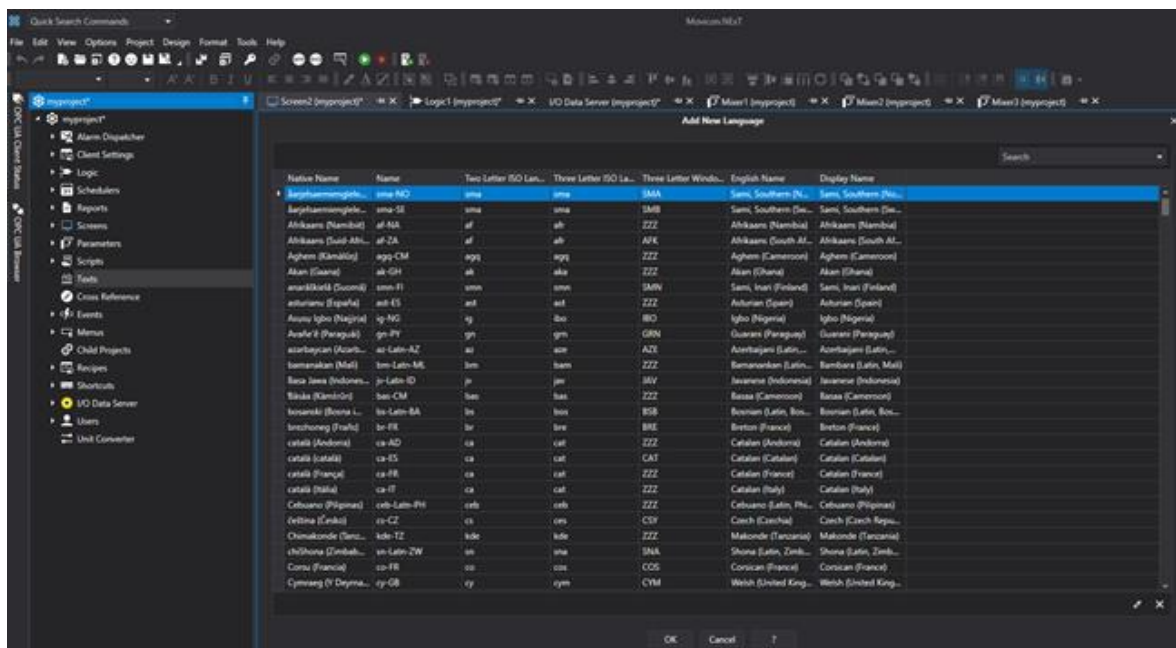 Quick Search Commands
Movicon.NExT
File Edit View Options Project Design Format Tools Help
myproject*
Screen2 (myproject)* Logic1 (myproject)* I/O Data Server (myproject)* Mixer1 (myproject) Mixer2 (myproject) Mixer3 (myproject)
OPC UA Client Status
OPC UA Browser
myproject*
Alarm Dispatcher
Client Settings
Logic
Schedulers
Reports
Screens
Parameters
Scripts
Texts
Cross Reference
Events
Menus
Child Projects
Recipes
Shortcuts
I/O Data Server
Users
Unit Converter
Add New Language
Search
Native Name Name Two Letter ISO Lan... Three Letter ISO La... Three Letter Windo... English Name Display Name
sma-NO sma sma SMA Sami, Southern (N... Sami, Southern (No...
sma-SE sma sma SMB Sami, Southern (Sw... Sami, Southern (Sw...
Afrikaans (Namibië) af-NA af afr ZZZ Afrikaans (Namibia) Afrikaans (Namibia)
Afrikaans (Suid-Afri... af-ZA af afr AFK Afrikaans (South Af... Afrikaans (South Af...
Aghem (Kàmàlûŋ) agq-CM agq agq ZZZ Aghem (Cameroon) Aghem (Cameroon)
Akan (Gaana) ak-GH ak aka ZZZ Akan (Ghana) Akan (Ghana)
anarâškielâ (Suomâ) smn-FI smn smn SMN Sami, Inari (Finland) Sami, Inari (Finland)
asturianu (España) ast-ES ast ast ZZZ Asturian (Spain) Asturian (Spain)
Asụsụ Igbo (Naịjịrịa) ig-NG ig ibo IBO Igbo (Nigeria) Igbo (Nigeria)
Avañe'ẽ (Paraguái) gn-PY gn grn GRN Guarani (Paraguay) Guarani (Paraguay)
azərbaycan (Azərb... az-Latn-AZ az aze AZE Azerbaijani (Latin,... Azerbaijani (Latin,...
bamanakan (Mali) bm-Latn-ML bm bam ZZZ Bamanankan (Latin... Bambara (Latin, Mali)
Basa Jawa (Indones... jv-Latn-ID jv jav JAV Javanese (Indonesia) Javanese (Indonesia)
Ɓàsàa (Kàmɛ̀rûn) bas-CM bas bas ZZZ Basaa (Cameroon) Basaa (Cameroon)
bosanski (Bosna i... bs-Latn-BA bs bos BSB Bosnian (Latin, Bos... Bosnian (Latin, Bos...
brezhoneg (Frañs) br-FR br bre BRE Breton (France) Breton (France)
català (Andorra) ca-AD ca cat ZZZ Catalan (Andorra) Catalan (Andorra)
català (català) ca-ES ca cat CAT Catalan (Catalan) Catalan (Catalan)
català (França) ca-FR ca cat ZZZ Catalan (France) Catalan (France)
català (Itàlia) ca-IT ca cat ZZZ Catalan (Italy) Catalan (Italy)
Cebuano (Pilipinas) ceb-Latn-PH ceb ceb ZZZ Cebuano (Latin, Phi... Cebuano (Pilipinas)
čeština (Česko) cs-CZ cs ces CSY Czech (Czechia) Czech (Czech Repu...
Chimakonde (Tanz... kde-TZ kde kde ZZZ Makonde (Tanzania) Makonde (Tanzania)
chiShona (Zimbab... sn-Latn-ZW sn sna SNA Shona (Latin, Zimb... Shona (Latin, Zimb...
Corsu (Francia) co-FR co cos COS Corsican (France) Corsican (France)
Cymraeg (Y Deyrna... cy-GB cy cym CYM Welsh (United King... Welsh (United King...
OK Cancel ?